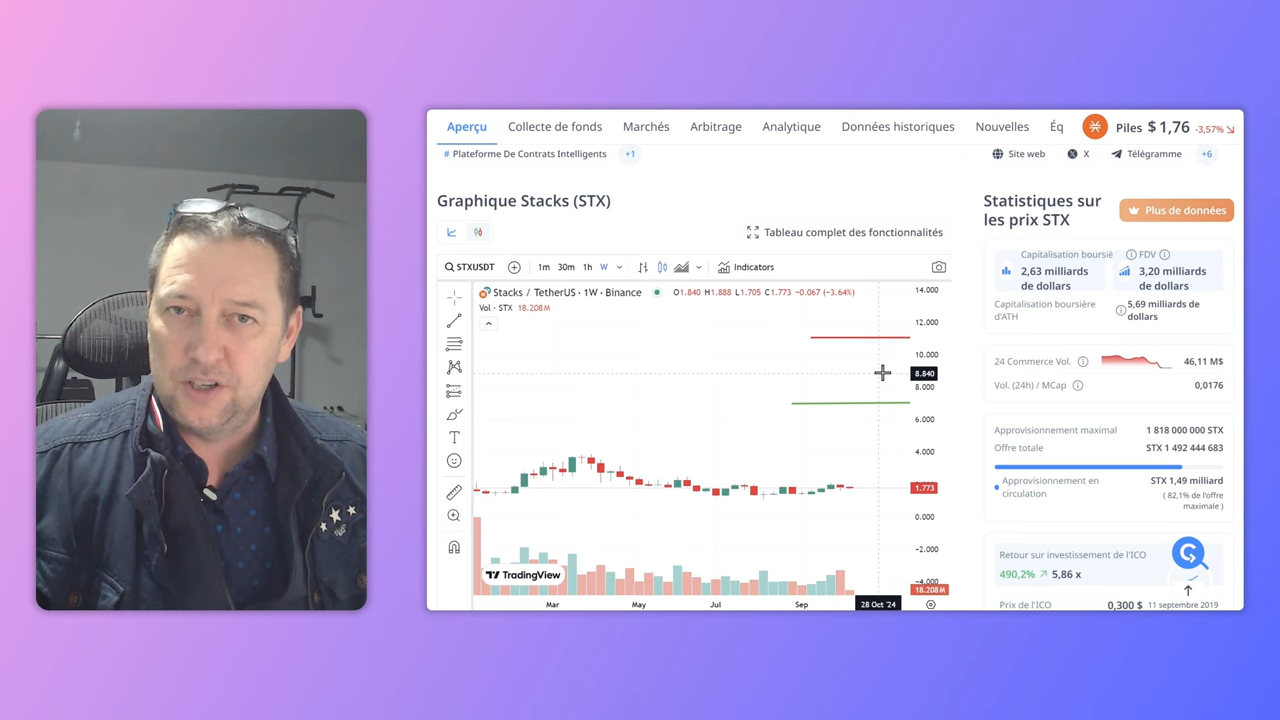 Aperçu Collecte de fonds Marchés Arbitrage Analytique Données historiques Nouvelles Éq Piles $ 1,76 -3,57%
# Plateforme De Contrats Intelligents +1 Site web X Télégramme +6
Graphique Stacks (STX)
Statistiques sur
les prix STX
Plus de données
Tableau complet des fonctionnalités
STXUSDT 1m 30m 1h W Indicators
Stacks / TetherUS · 1W · Binance O1.840 H1.888 L1.705 C1.773 -0.067 (-3.64%)
Vol · STX 18.208M
14.000
12.000
10.000
8.840
8.000
6.000
4.000
1.773
0.000
−2.000
−4.000
18.208M
TradingView
Mar May Jul Sep 28 Oct '24
Capitalisation boursiè
2,63 milliards
de dollars
FDV
3,20 milliards
de dollars
Capitalisation boursière
d'ATH
5,69 milliards de
dollars
24 Commerce Vol. 46,11 M$
Vol. (24h) / MCap 0,0176
Approvisionnement maximal 1 818 000 000 STX
Offre totale STX 1 492 444 683
Approvisionnement en
circulation
STX 1,49 milliard
( 82,1% de l'offre
maximale )
Retour sur investissement de l'ICO
490,2% 5,86 x
Prix de l'ICO 0,300 $ 11 septembre 2019